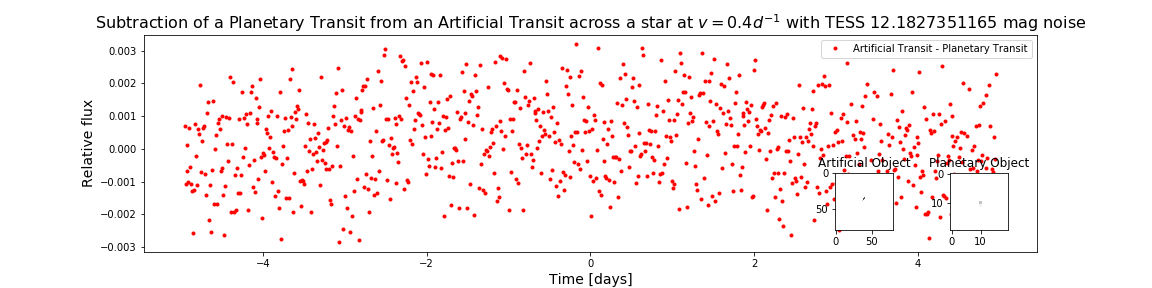 Subtraction of a Planetary Transit from an Artificial Transit across a star at v = 0.4d⁻¹ with TESS 12.1827351165 mag noise
Artificial Transit - Planetary Transit
Relative flux
0.003
0.002
0.001
0.000
−0.001
−0.002
−0.003
Artificial Object
0
50
0 50
Planetary Object
0
10
0 10
−4 −2 0 2 4
Time [days]